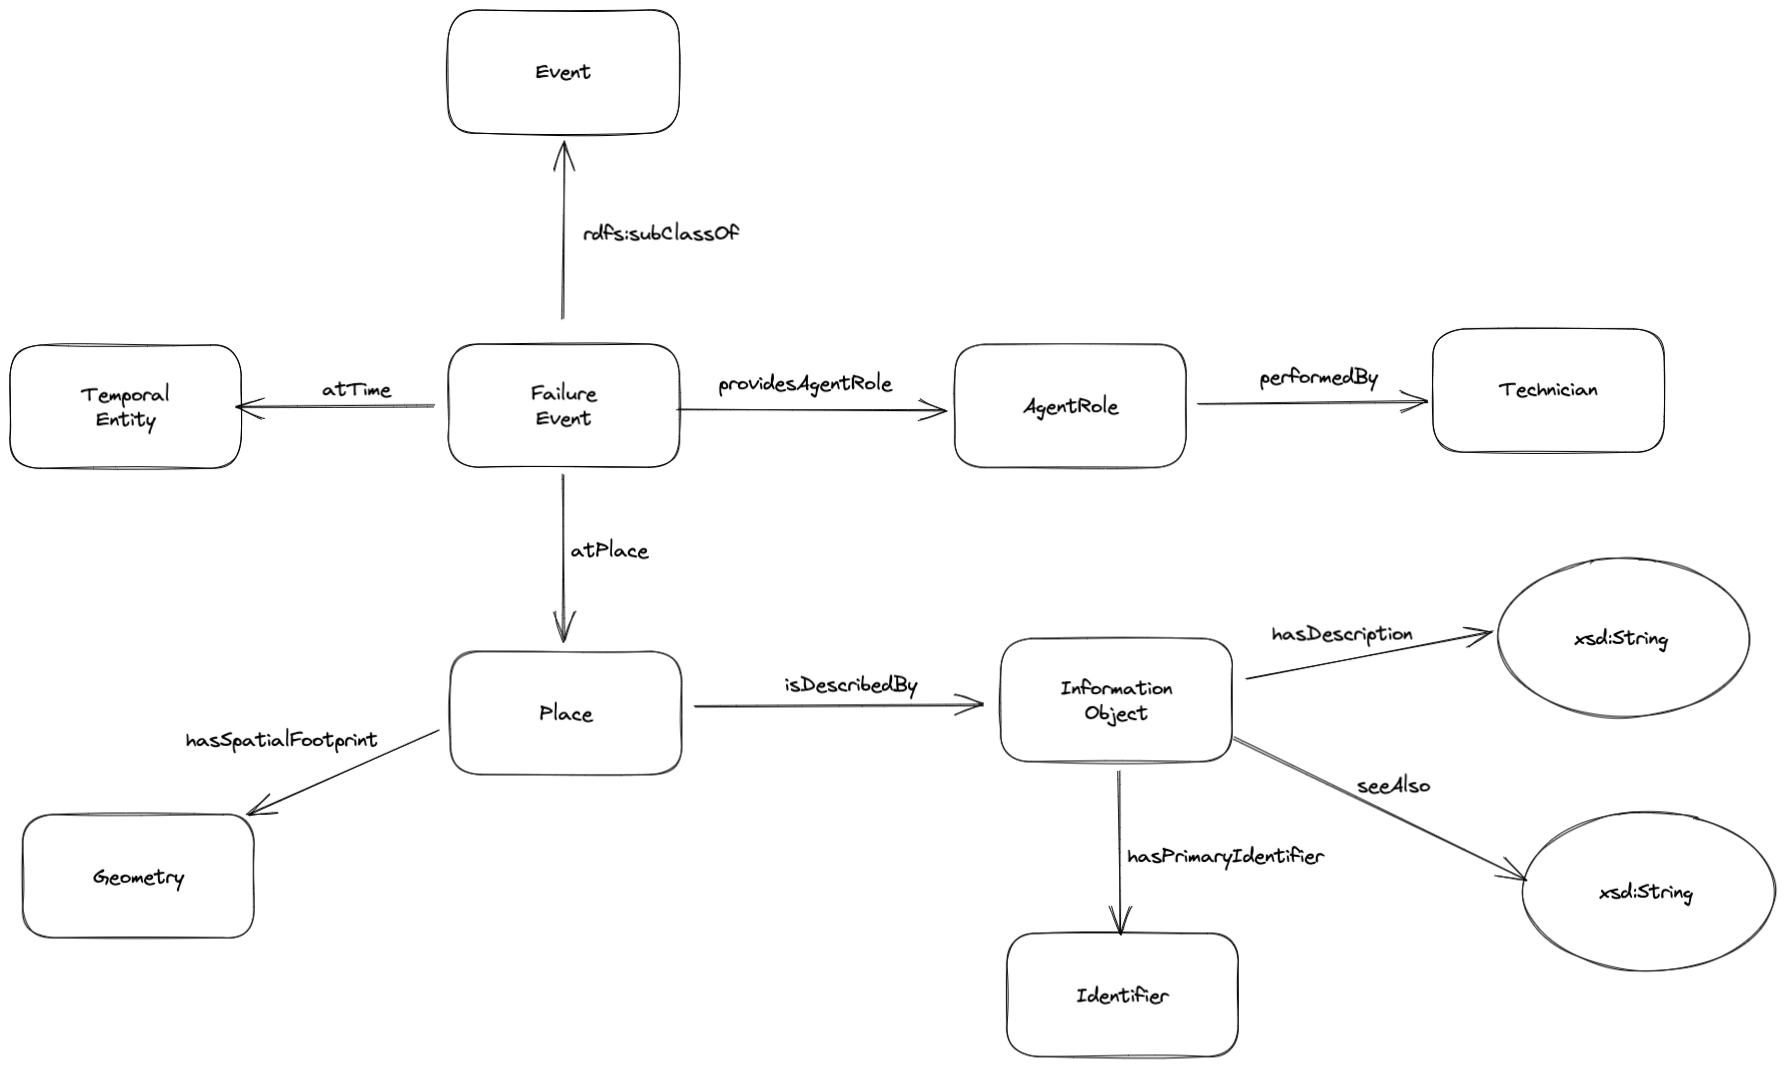 Event
rdfs:subClassOf
Temporal
Entity
atTime
Failure
Event
providesAgentRole
AgentRole
performedBy
Technician
atPlace
Place
isDescribedBy
Information
Object
hasDescription
xsd:String
hasSpatialFootprint
Geometry
seeAlso
xsd:String
hasPrimaryIdentifier
Identifier